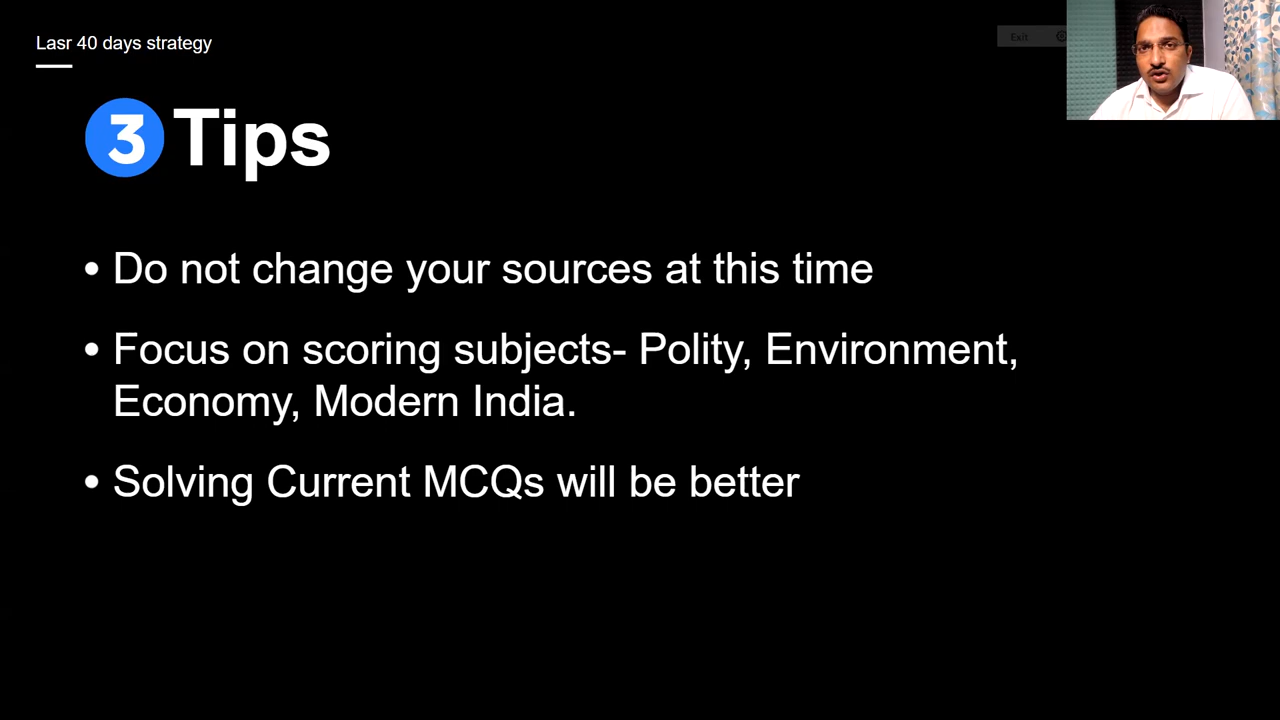 Lasr 40 days strategy
Exit
3 Tips
• Do not change your sources at this time
• Focus on scoring subjects- Polity, Environment,
Economy, Modern India.
• Solving Current MCQs will be better